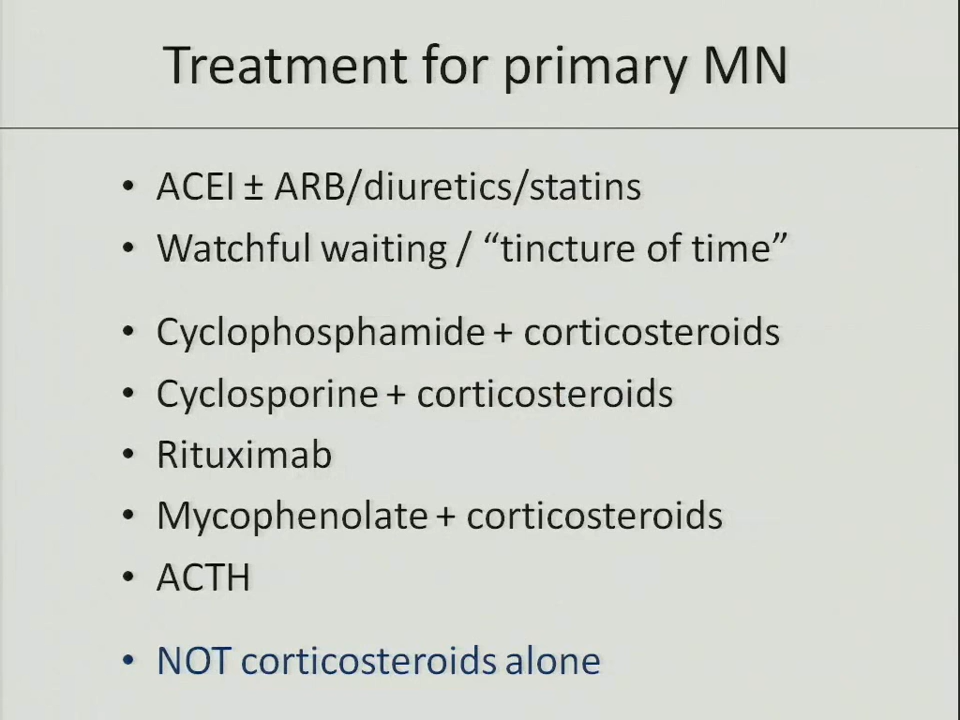 Treatment for primary MN
• ACEI ± ARB/diuretics/statins
• Watchful waiting / “tincture of time”
• Cyclophosphamide + corticosteroids
• Cyclosporine + corticosteroids
• Rituximab
• Mycophenolate + corticosteroids
• ACTH
• NOT corticosteroids alone